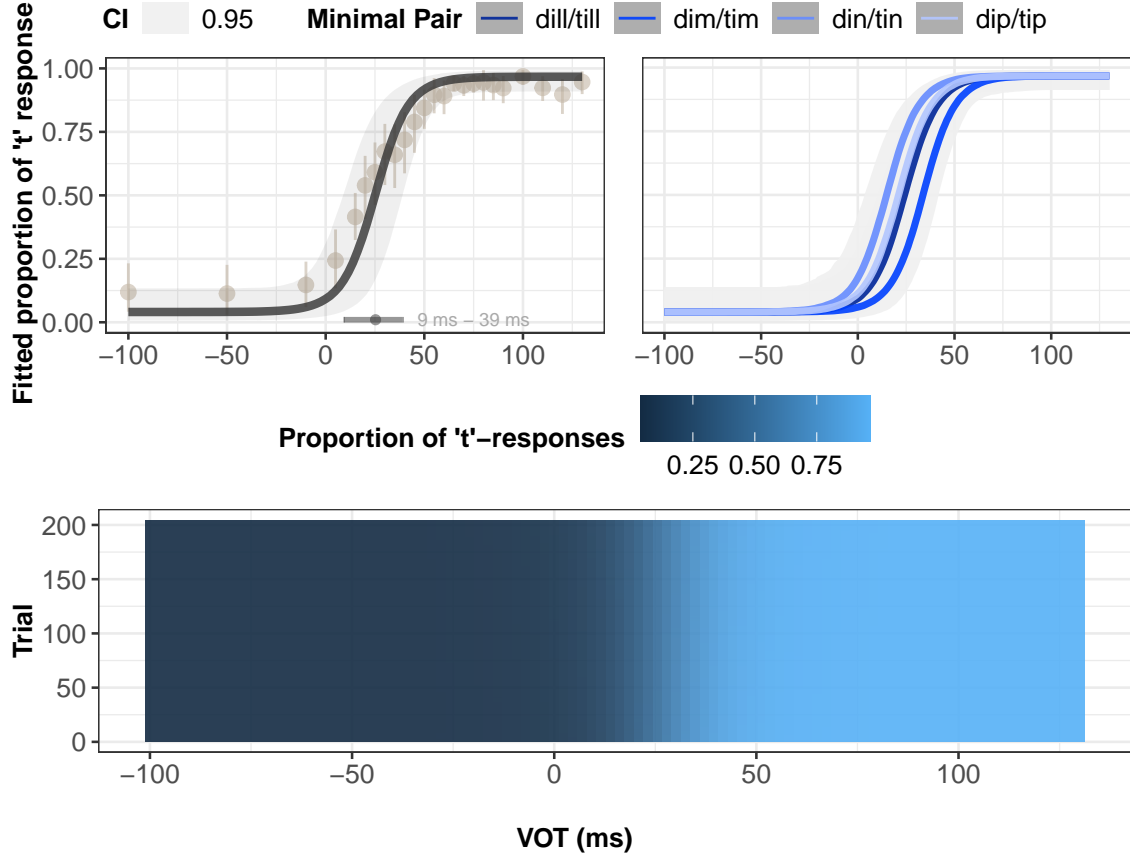 CI 0.95 Minimal Pair dill/till dim/tim din/tin dip/tip
Fitted proportion of 't' response
1.00
0.75
0.50
0.25
0.00
9 ms − 39 ms
−100 −50 0 50 100
−100 −50 0 50 100
Proportion of 't'−responses
0.25 0.50 0.75
Trial
200
150
100
50
0
−100 −50 0 50 100
VOT (ms)